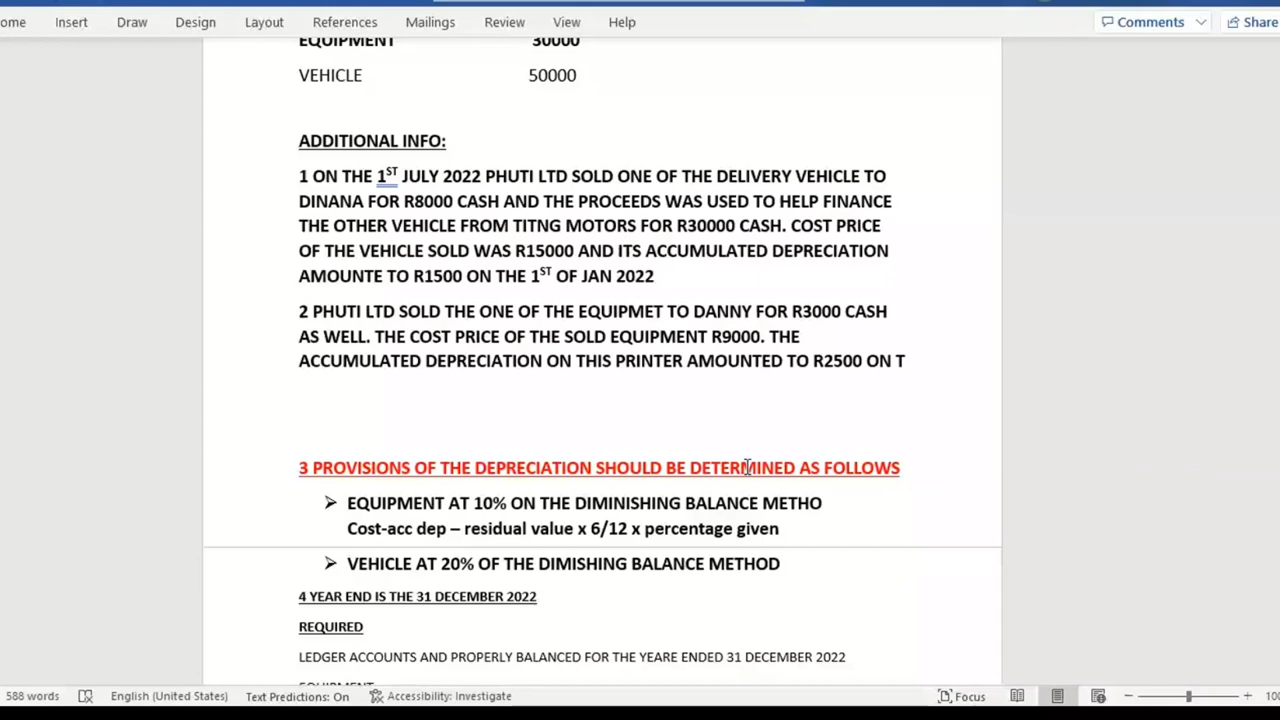 ome Insert Draw Design Layout References Mailings Review View Help Comments Share
EQUIPMENT 30000
VEHICLE 50000
ADDITIONAL INFO:
1 ON THE 1ST JULY 2022 PHUTI LTD SOLD ONE OF THE DELIVERY VEHICLE TO
DINANA FOR R8000 CASH AND THE PROCEEDS WAS USED TO HELP FINANCE
THE OTHER VEHICLE FROM TITNG MOTORS FOR R30000 CASH. COST PRICE
OF THE VEHICLE SOLD WAS R15000 AND ITS ACCUMULATED DEPRECIATION
AMOUNTE TO R1500 ON THE 1ST OF JAN 2022
2 PHUTI LTD SOLD THE ONE OF THE EQUIPMET TO DANNY FOR R3000 CASH
AS WELL. THE COST PRICE OF THE SOLD EQUIPMENT R9000. THE
ACCUMULATED DEPRECIATION ON THIS PRINTER AMOUNTED TO R2500 ON T
3 PROVISIONS OF THE DEPRECIATION SHOULD BE DETERMINED AS FOLLOWS
➢ EQUIPMENT AT 10% ON THE DIMINISHING BALANCE METHO
Cost-acc dep – residual value x 6/12 x percentage given
➢ VEHICLE AT 20% OF THE DIMISHING BALANCE METHOD
4 YEAR END IS THE 31 DECEMBER 2022
REQUIRED
LEDGER ACCOUNTS AND PROPERLY BALANCED FOR THE YEARE ENDED 31 DECEMBER 2022
EQUIPMENT
588 words English (United States) Text Predictions: On Accessibility: Investigate Focus 100